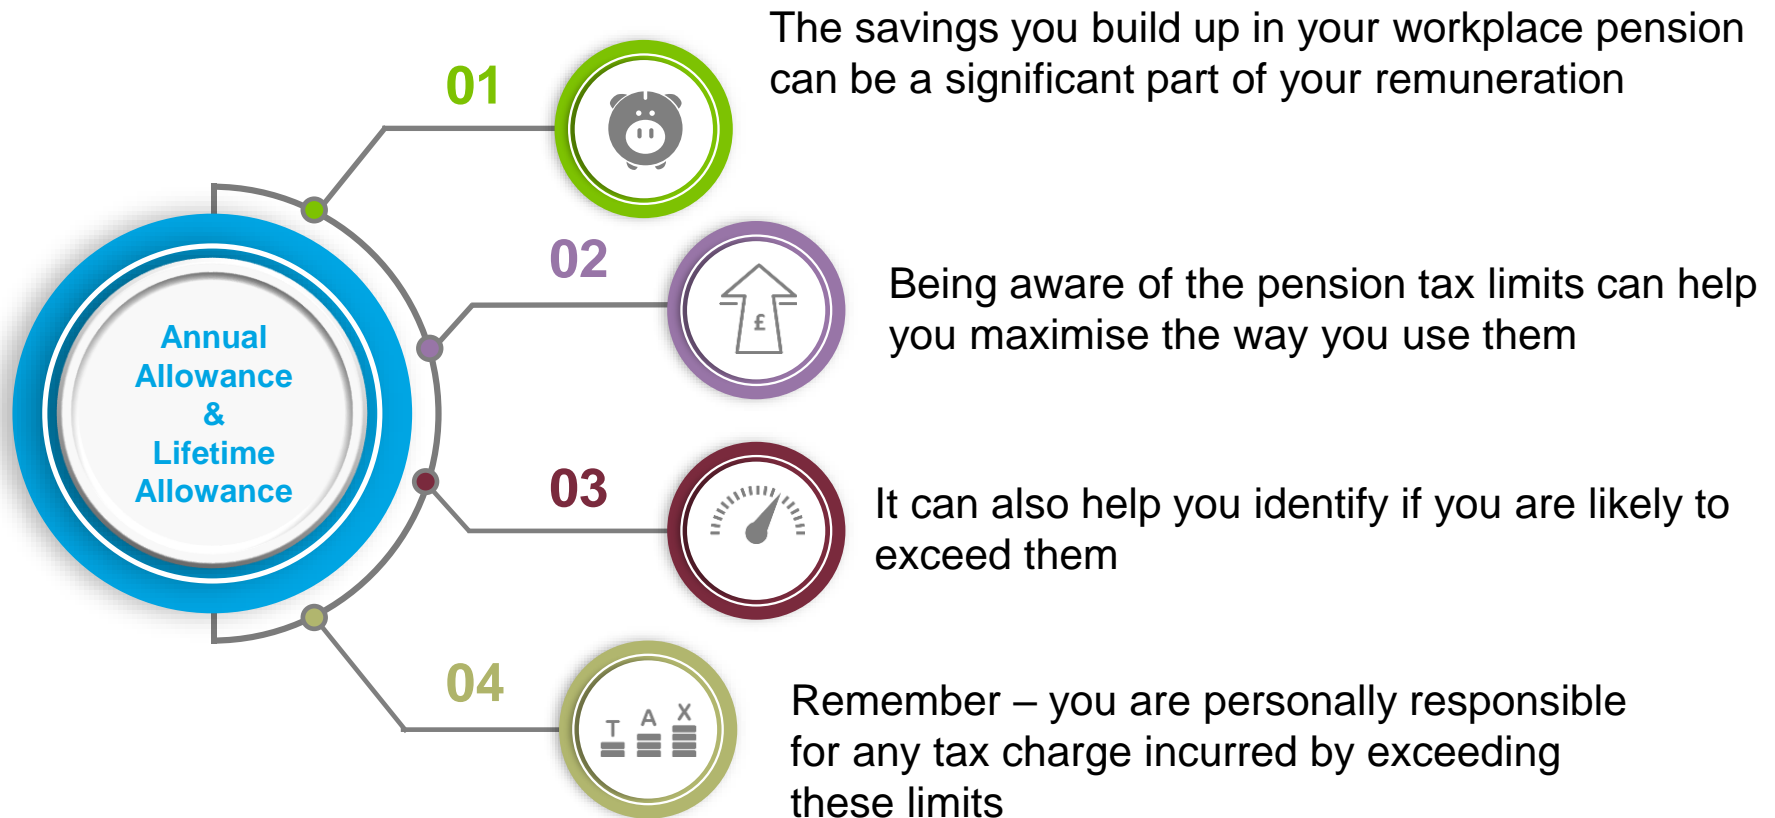 Annual
Allowance
&
Lifetime
Allowance
01
The savings you build up in your workplace pension
can be a significant part of your remuneration
02
£
Being aware of the pension tax limits can help
you maximise the way you use them
03
It can also help you identify if you are likely to
exceed them
04
T A X
Remember – you are personally responsible
for any tax charge incurred by exceeding
these limits